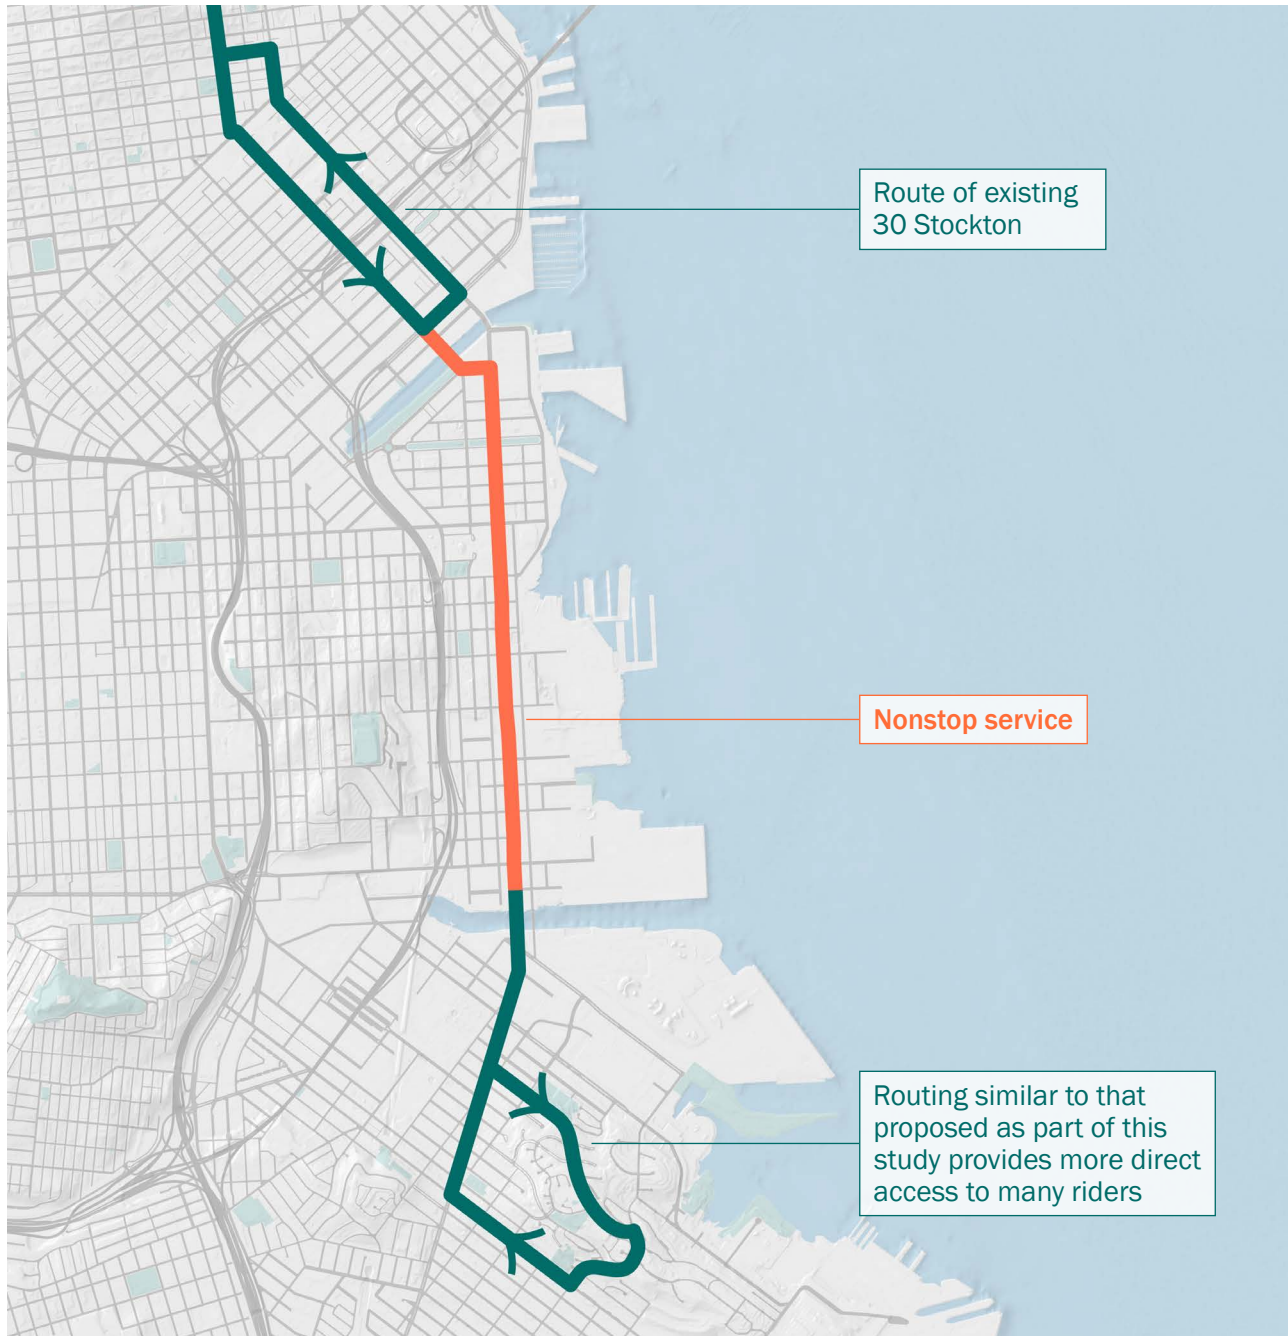 Route of existing
30 Stockton
Nonstop service
Routing similar to that
proposed as part of this
study provides more direct
access to many riders